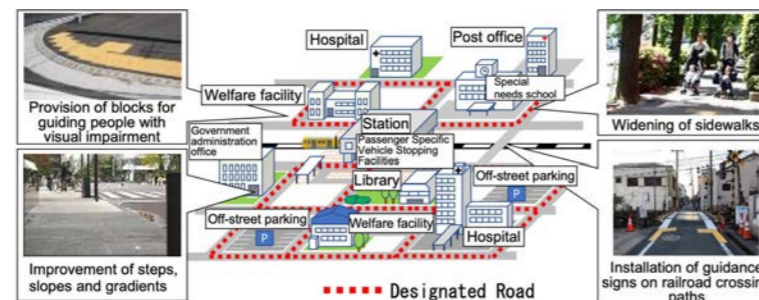 Provision of blocks for
guiding people with
visual impairment
Hospital
Post office
Special
needs school
Welfare facility
Widening of sidewalks
Station
Government
administration
office
Passenger Specific
Vehicle Stopping
Facilities
Library
Off-street parking
P
Off-street parking
P
Welfare facility
Hospital
Improvement of steps,
slopes and gradients
Installation of guidance
signs on railroad crossing
paths
Designated Road